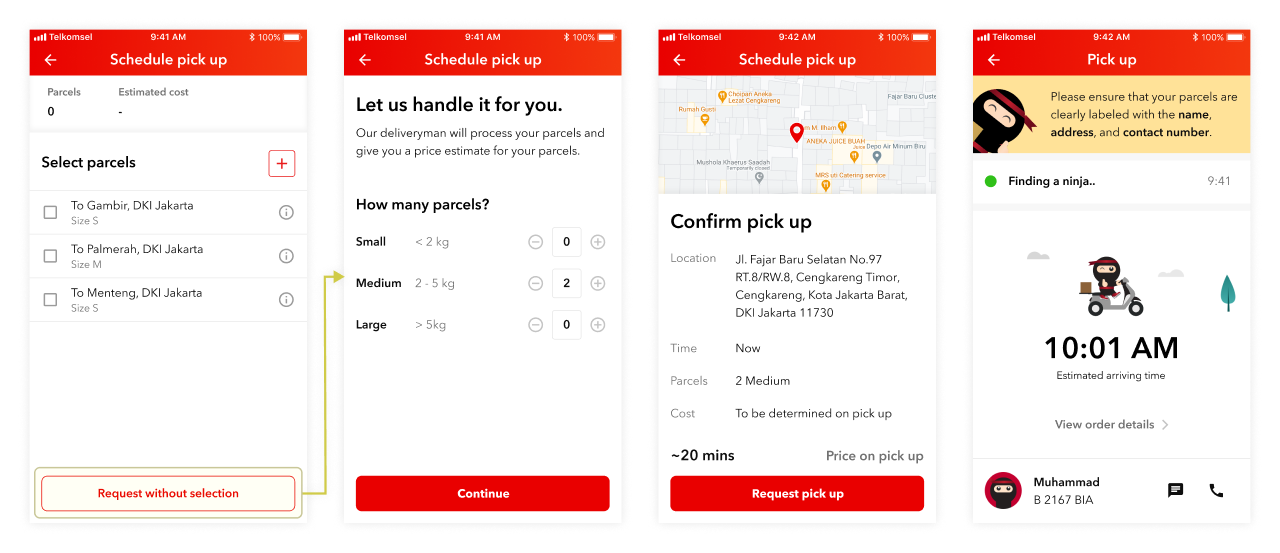 Telkomsel 9:41 AM 100%
Schedule pick up
Parcels Estimated cost
0 -
Select parcels
To Gambir, DKI Jakarta
Size S
To Palmerah, DKI Jakarta
Size M
To Menteng, DKI Jakarta
Size S
Request without selection
Telkomsel 9:41 AM 100%
Schedule pick up
Let us handle it for you.
Our deliveryman will process your parcels and
give you a price estimate for your parcels.
How many parcels?
Small < 2 kg 0
Medium 2 - 5 kg 2
Large > 5kg 0
Continue
Telkomsel 9:42 AM 100%
Schedule pick up
Choipan Aneka
Lezat Cengkareng
Fajar Baru Cluste
Rumah Gusti
m M. Ilham
ANEKA JUICE BUAH
Juice
Depo Air Minum Biru
Mushola Khaerus Saadah
Temporarily closed
MRS uti Catering service
Confirm pick up
Location Jl. Fajar Baru Selatan No.97
RT.8/RW.8, Cengkareng Timor,
Cengkareng, Kota Jakarta Barat,
DKI Jakarta 11730
Time Now
Parcels 2 Medium
Cost To be determined on pick up
~20 mins Price on pick up
Request pick up
Telkomsel 9:42 AM 100%
Pick up
Please ensure that your parcels are
clearly labeled with the name,
address, and contact number.
Finding a ninja.. 9:41
10:01 AM
Estimated arriving time
View order details
Muhammad
B 2167 BIA